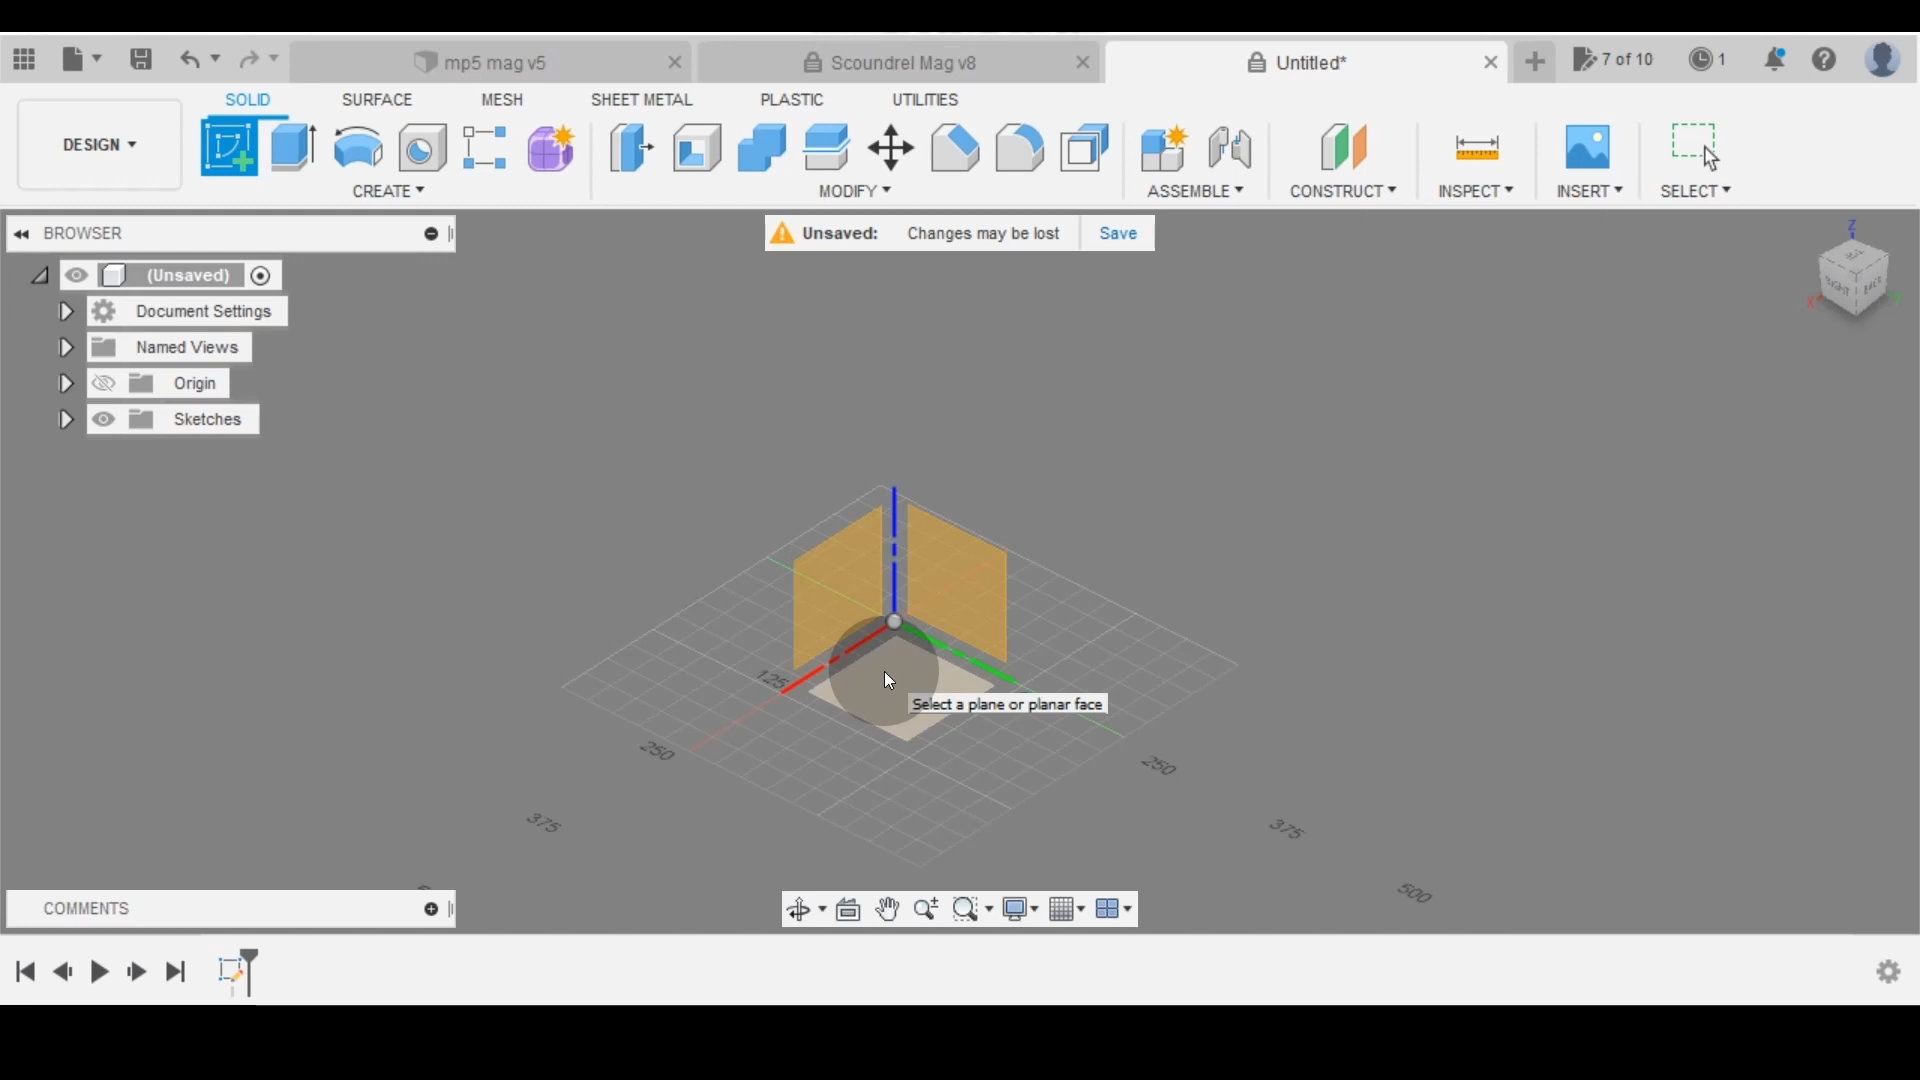 mp5 mag v5
Scoundrel Mag v8
Untitled*
7 of 10
1
DESIGN
SOLID
SURFACE
MESH
SHEET METAL
PLASTIC
UTILITIES
CREATE
MODIFY
ASSEMBLE
CONSTRUCT
INSPECT
INSERT
SELECT
BROWSER
Unsaved: Changes may be lost Save
(Unsaved)
Document Settings
Named Views
Origin
Sketches
Z
X
RIGHT
125
Select a plane or planar face
250
250
375
375
500
COMMENTS